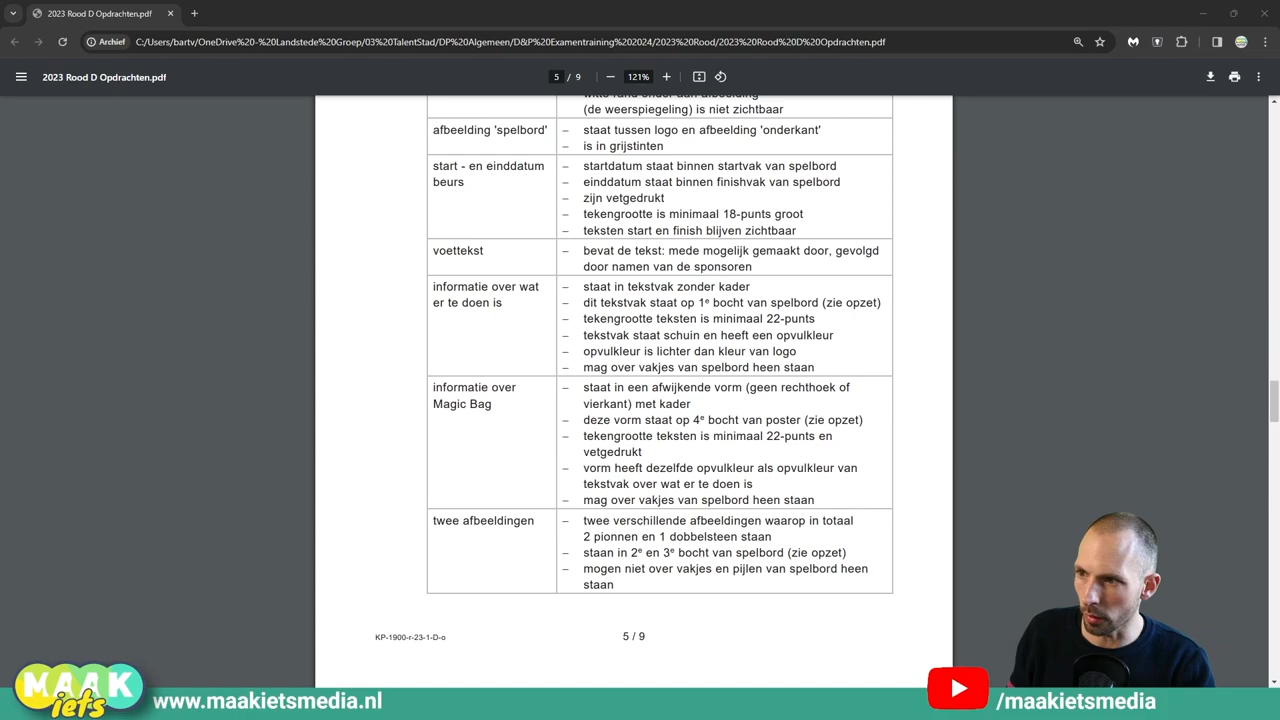 2023 Rood D Opdrachten.pdf
Archief
C:/Users/bartv/OneDrive%20-%20Landstede%20Groep/03%20TalentStad/DP%20Algemeen/D&P%20Examentraining%202024/2023%20Rood/2023%20Rood%20D%20Opdrachten.pdf
2023 Rood D Opdrachten.pdf
5 / 9
121%
(de weerspiegeling) is niet zichtbaar
afbeelding 'spelbord'
– staat tussen logo en afbeelding 'onderkant'
– is in grijstinten
start - en einddatum
beurs
– startdatum staat binnen startvak van spelbord
– einddatum staat binnen finishvak van spelbord
– zijn vetgedrukt
– tekengrootte is minimaal 18-punts groot
– teksten start en finish blijven zichtbaar
voettekst
– bevat de tekst: mede mogelijk gemaakt door, gevolgd
door namen van de sponsoren
informatie over wat
er te doen is
– staat in tekstvak zonder kader
– dit tekstvak staat op 1e bocht van spelbord (zie opzet)
– tekengrootte teksten is minimaal 22-punts
– tekstvak staat schuin en heeft een opvulkleur
– opvulkleur is lichter dan kleur van logo
– mag over vakjes van spelbord heen staan
informatie over
Magic Bag
– staat in een afwijkende vorm (geen rechthoek of
vierkant) met kader
– deze vorm staat op 4e bocht van poster (zie opzet)
– tekengrootte teksten is minimaal 22-punts en
vetgedrukt
– vorm heeft dezelfde opvulkleur als opvulkleur van
tekstvak over wat er te doen is
– mag over vakjes van spelbord heen staan
twee afbeeldingen
– twee verschillende afbeeldingen waarop in totaal
2 pionnen en 1 dobbelsteen staan
– staan in 2e en 3e bocht van spelbord (zie opzet)
– mogen niet over vakjes en pijlen van spelbord heen
staan
KP-1900-r-23-1-D-o
5 / 9
MAAK
iets
www.maakietsmedia.nl
/maakietsmedia